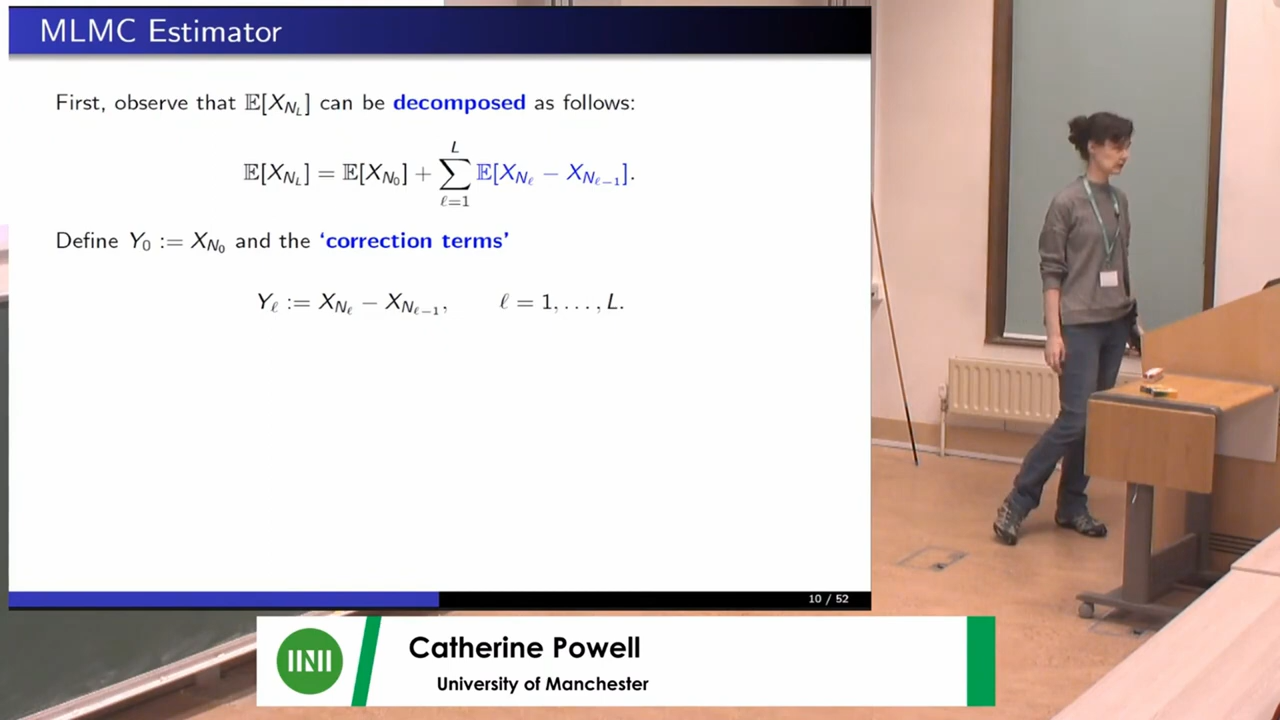 MLMC Estimator
First, observe that 𝔼[X_{N_L}] can be decomposed as follows:
𝔼[X_{N_L}] = 𝔼[X_{N_0}] + ∑_{ℓ=1}^{L} 𝔼[X_{N_ℓ} − X_{N_{ℓ−1}}].
Define Y_0 := X_{N_0} and the ‘correction terms’
Y_ℓ := X_{N_ℓ} − X_{N_{ℓ−1}}, ℓ = 1, . . . , L.
10 / 52
Catherine Powell
University of Manchester